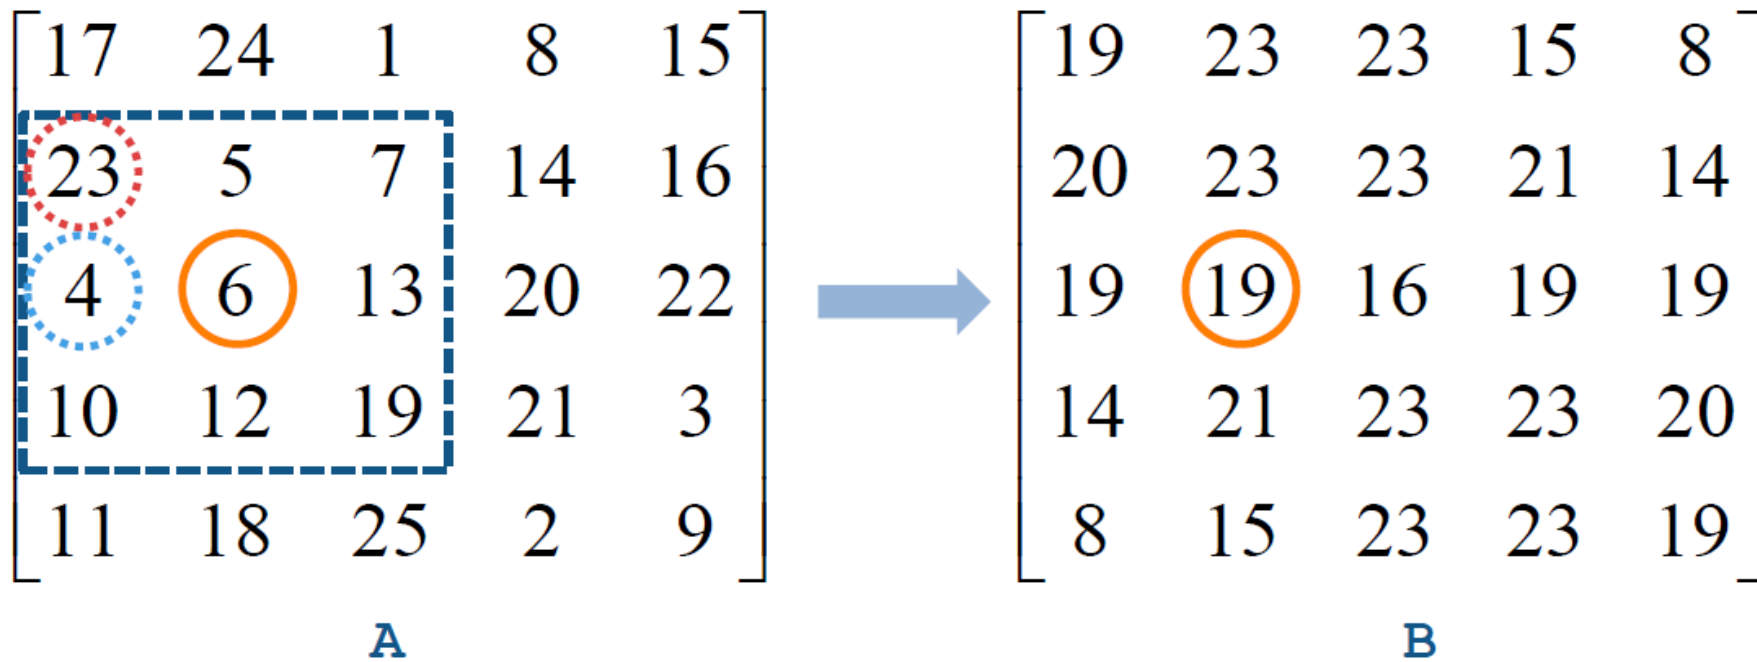 17 24 1 8 15 19 23 23 15 8
23 5 7 14 16 20 23 23 21 14
4 6 13 20 22 19 19 16 19 19
10 12 19 21 3 14 21 23 23 20
11 18 25 2 9 8 15 23 23 19
A B